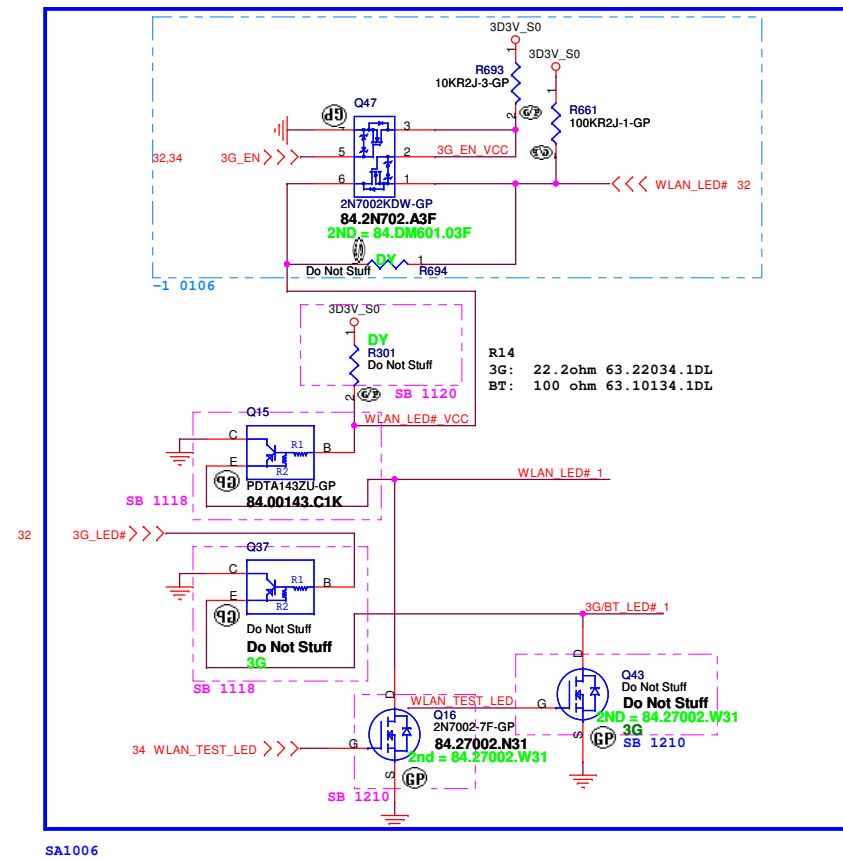 3D3V_S0
3D3V_S0
1
R693
10KR2J-3-GP
2
1
R661
100KR2J-1-GP
Q47
GP
3
32,34 3G_EN
5
2
3G_EN_VCC
6
1
WLAN_LED# 32
2N7002KDW-GP
84.2N702.A3F
2ND = 84.DM601.03F
DY
1
Do Not Stuff
R694
-1 0106
3D3V_S0
1
DY
R301
Do Not Stuff
2
SB 1120
R14
3G: 22.2ohm 63.22034.1DL
BT: 100 ohm 63.10134.1DL
WLAN_LED#_VCC
Q15
C
R1
B
E
R2
GP
PDTA143ZU-GP
84.00143.C1K
SB 1118
WLAN_LED#_1
32 3G_LED#
Q37
C
R1
B
E
R2
GP
Do Not Stuff
Do Not Stuff
3G
SB 1118
3G/BT_LED#_1
D
Q43
Do Not Stuff
Do Not Stuff
2ND = 84.27002.W31
3G
G
S
GP
SB 1210
WLAN_TEST_LED
D
Q16
2N7002-7F-GP
84.27002.N31
2nd = 84.27002.W31
34 WLAN_TEST_LED
G
S
GP
SB 1210
SA1006